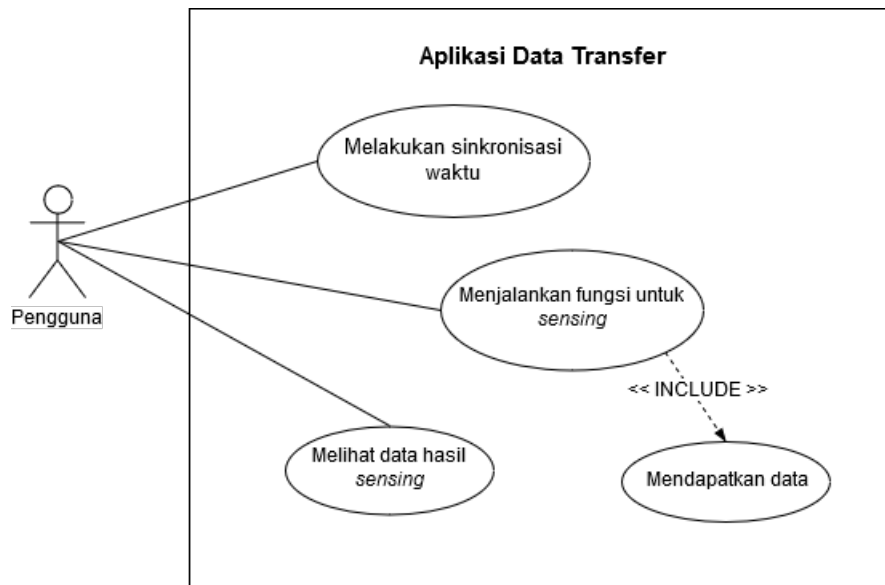 Aplikasi Data Transfer
Melakukan sinkronisasi
waktu
Pengguna
Menjalankan fungsi untuk
sensing
<< INCLUDE >>
Melihat data hasil
sensing
Mendapatkan data